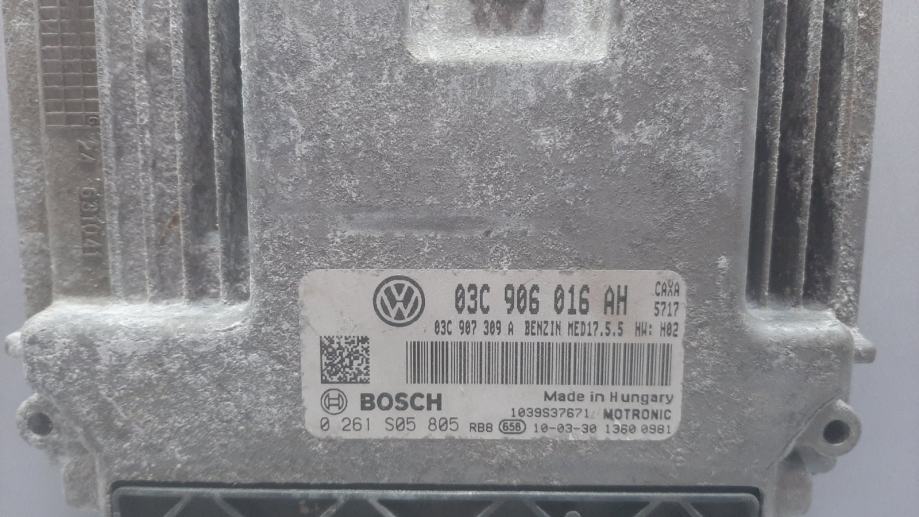 03C 906 016 AH
CAXA
5717
03C 907 309 A BENZIN MED17.5.5 HW: H02
Made in Hungary
BOSCH
1039S37671/ MOTRONIC
0 261 S05 805 RB8 656 10-03-30 1360 0981